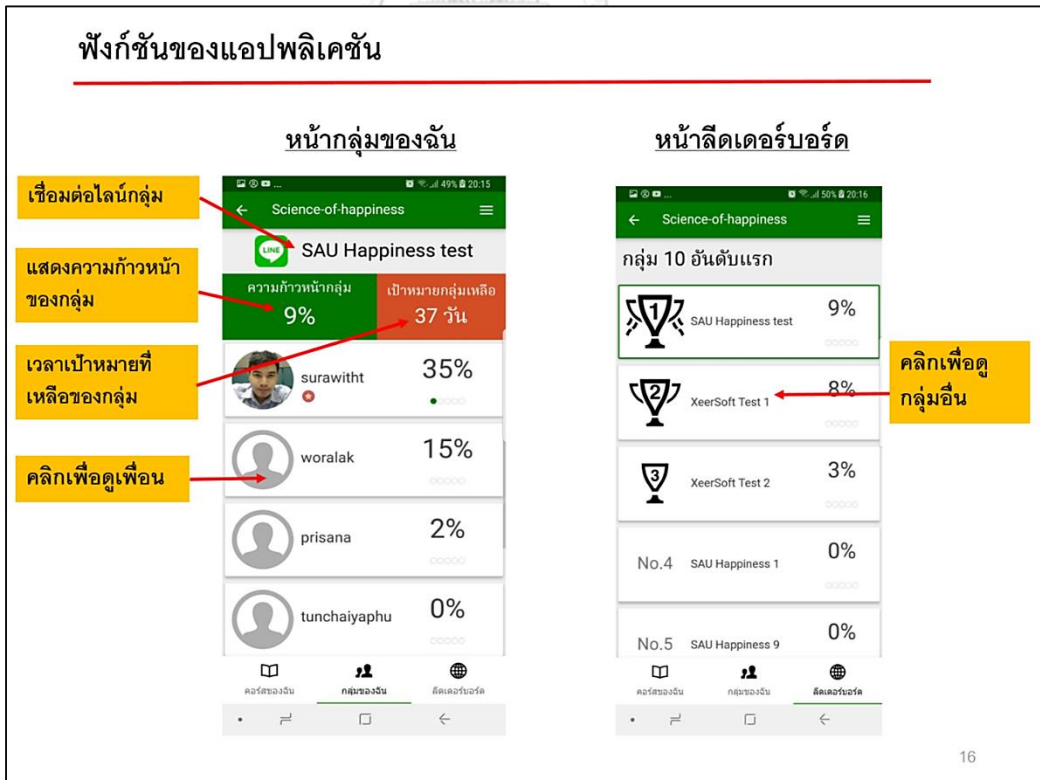 ฟังก์ชันของแอปพลิเคชัน
หน้ากลุ่มของฉัน
เชื่อมต่อไลน์กลุ่ม
แสดงความก้าวหน้า
ของกลุ่ม
เวลาเป้าหมายที่
เหลือของกลุ่ม
คลิกเพื่อดูเพื่อน
49% 20:15
Science-of-happiness
LINE
SAU Happiness test
ความก้าวหน้ากลุ่ม
9%
เป้าหมายกลุ่มเหลือ
37 วัน
surawitht
35%
woralak
15%
prisana
2%
tunchaiyaphu
0%
คอร์สของฉัน
กลุ่มของฉัน
ลีดเดอร์บอร์ด
หน้าลีดเดอร์บอร์ด
50% 20:16
Science-of-happiness
กลุ่ม 10 อันดับแรก
1
SAU Happiness test
9%
2
XeerSoft Test 1
8%
3
XeerSoft Test 2
3%
No.4
SAU Happiness 1
0%
No.5
SAU Happiness 9
0%
คอร์สของฉัน
กลุ่มของฉัน
ลีดเดอร์บอร์ด
คลิกเพื่อดู
กลุ่มอื่น
16